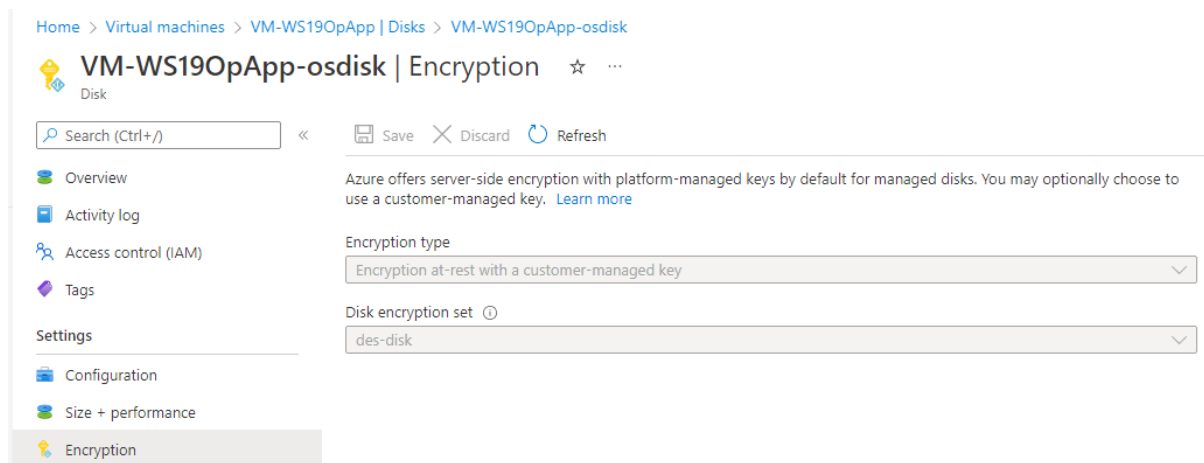 Home > Virtual machines > VM-WS19OpApp | Disks > VM-WS19OpApp-osdisk
VM-WS19OpApp-osdisk | Encryption
Disk
Search (Ctrl+/)
Save Discard Refresh
Overview
Activity log
Access control (IAM)
Tags
Settings
Configuration
Size + performance
Encryption
Azure offers server-side encryption with platform-managed keys by default for managed disks. You may optionally choose to
use a customer-managed key. Learn more
Encryption type
Encryption at-rest with a customer-managed key
Disk encryption set
des-disk